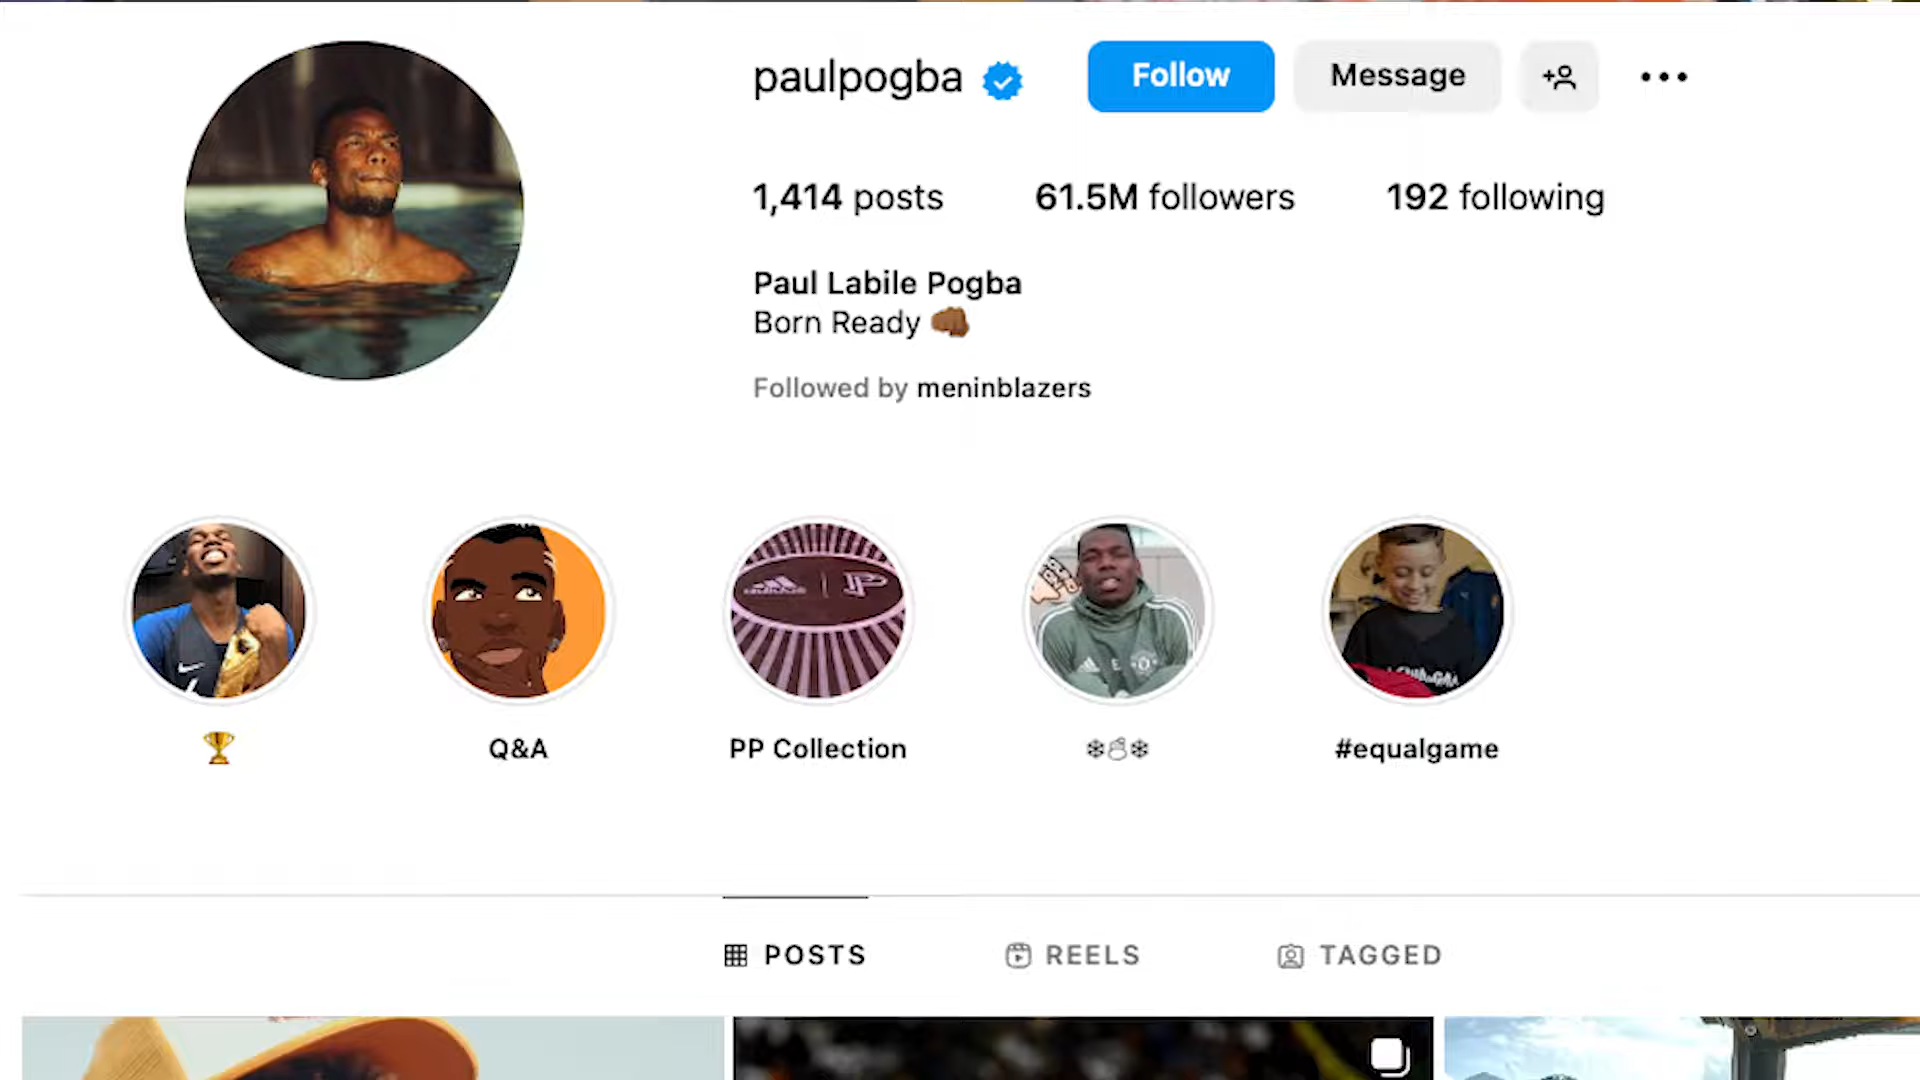 paulpogba
Follow
Message
1,414 posts
61.5M followers
192 following
Paul Labile Pogba
Born Ready 👊🏾
Followed by meninblazers
🏆
Q&A
PP Collection
❄☃❄
#equalgame
POSTS
REELS
TAGGED